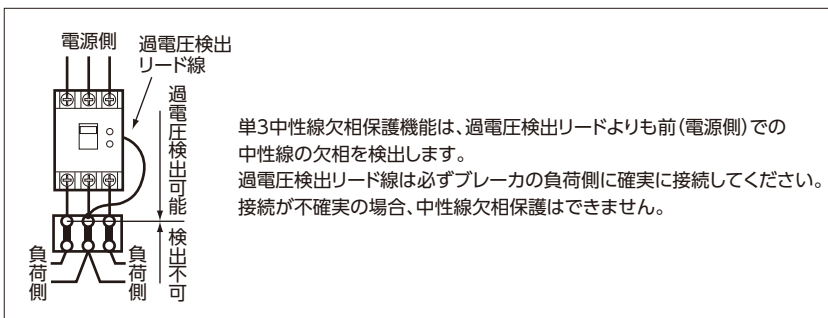 電源側
過電圧検出
リード線
過電圧検出可能
検出不可
負荷側
負荷側
単3中性線欠相保護機能は、過電圧検出リードよりも前(電源側)での
中性線の欠相を検出します。
過電圧検出リード線は必ずブレーカの負荷側に確実に接続してください。
接続が不確実の場合、中性線欠相保護はできません。